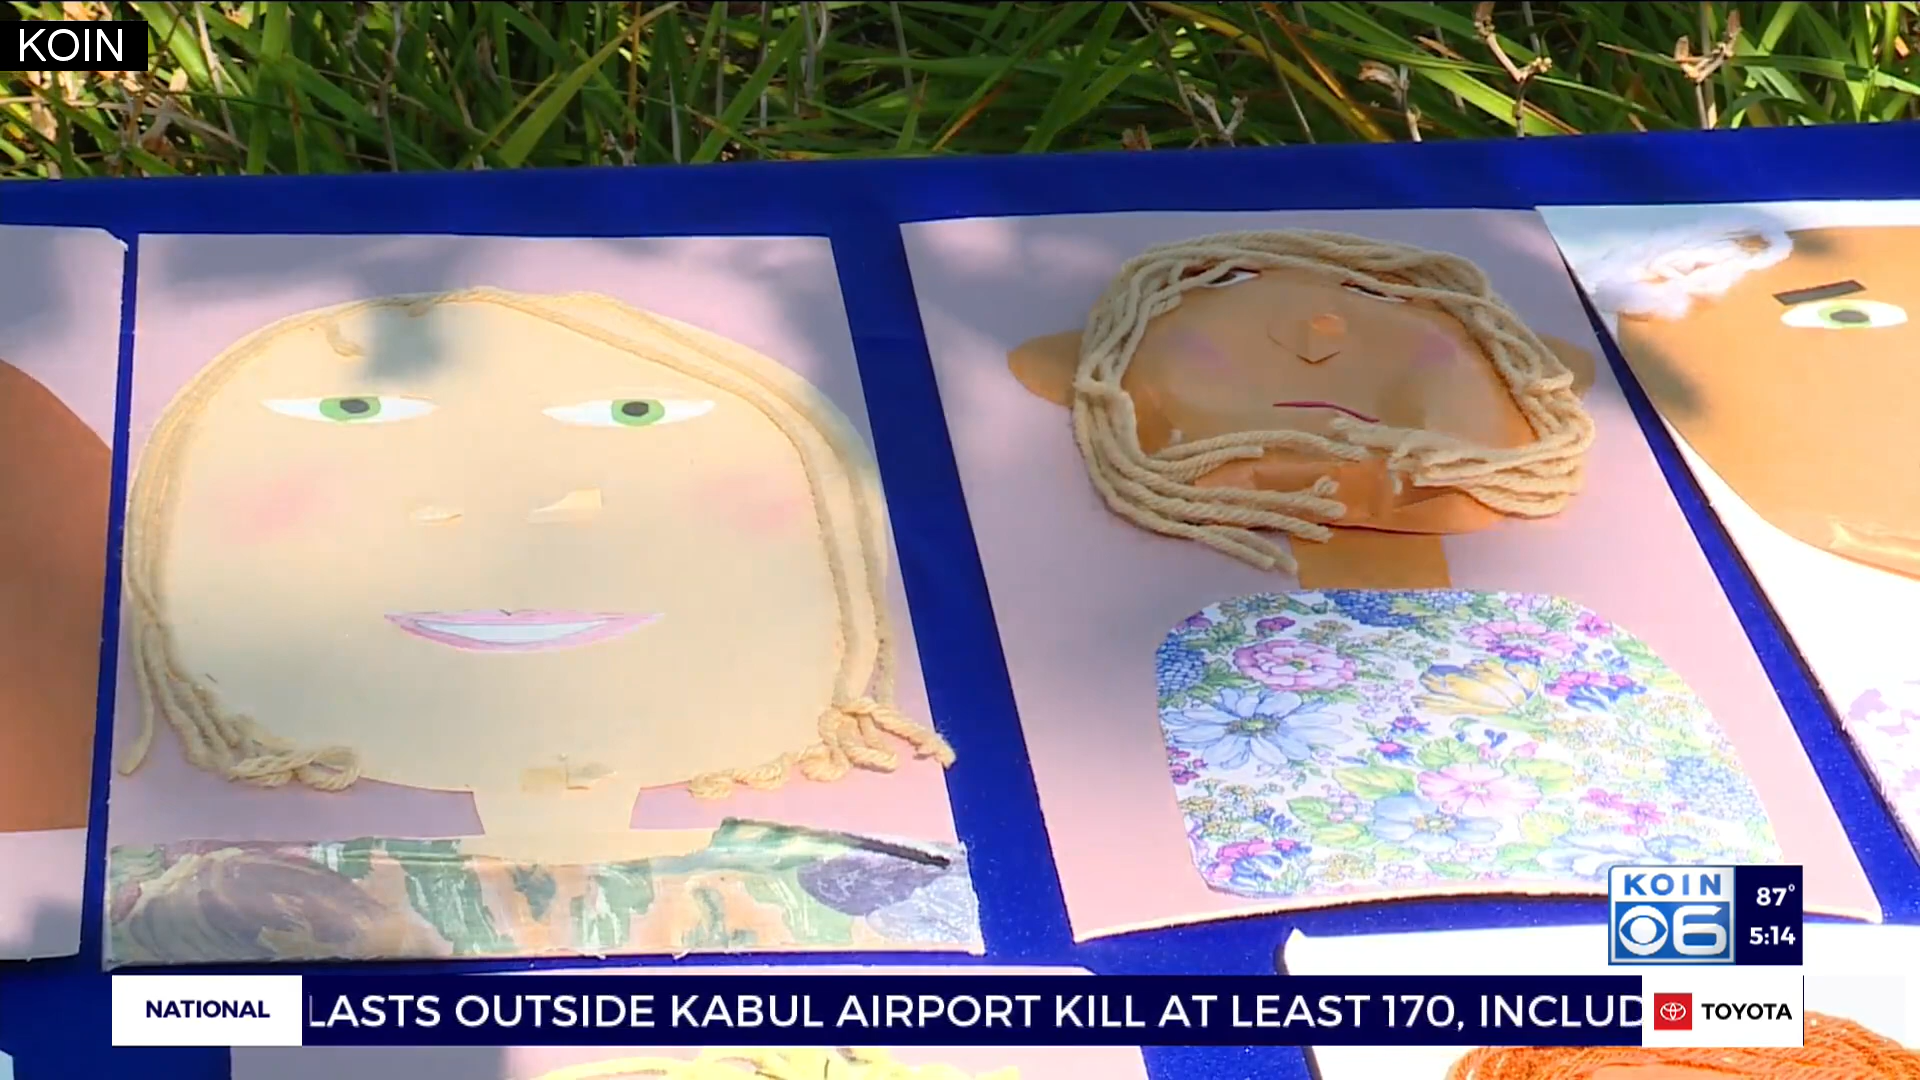 KOIN
KOIN
6
87°
5:14
NATIONAL
LASTS OUTSIDE KABUL AIRPORT KILL AT LEAST 170, INCLUD
TOYOTA